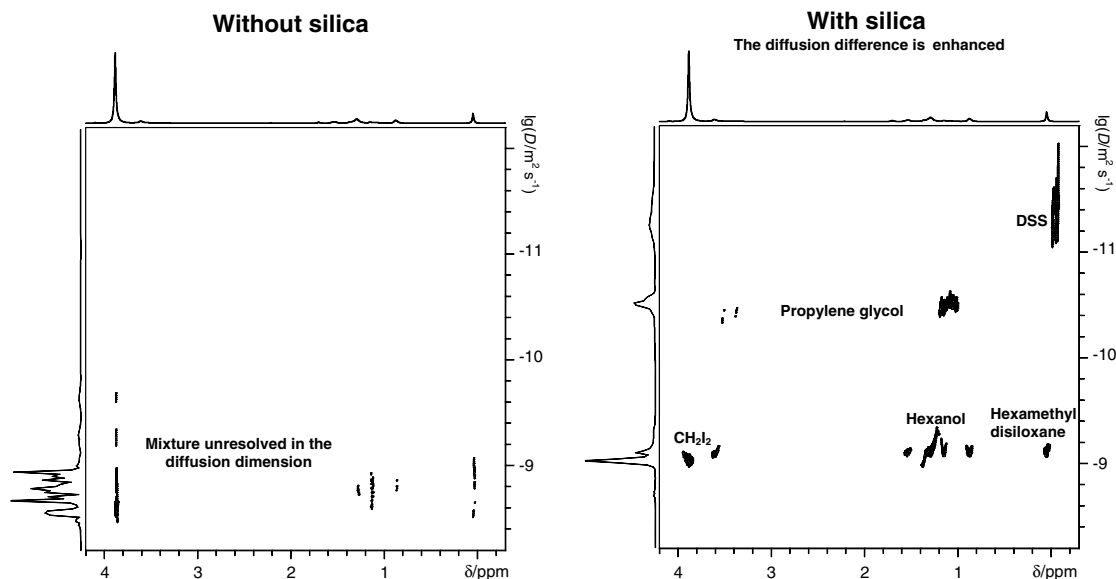 Without silica
lg(D/m² s⁻¹)
-11
-10
-9
Mixture unresolved in the
diffusion dimension
4
3
2
1
δ/ppm
With silica
The diffusion difference is enhanced
lg(D/m² s⁻¹)
DSS
-11
Propylene glycol
-10
CH₂I₂
Hexanol
Hexamethyl
disiloxane
-9
4
3
2
1
δ/ppm